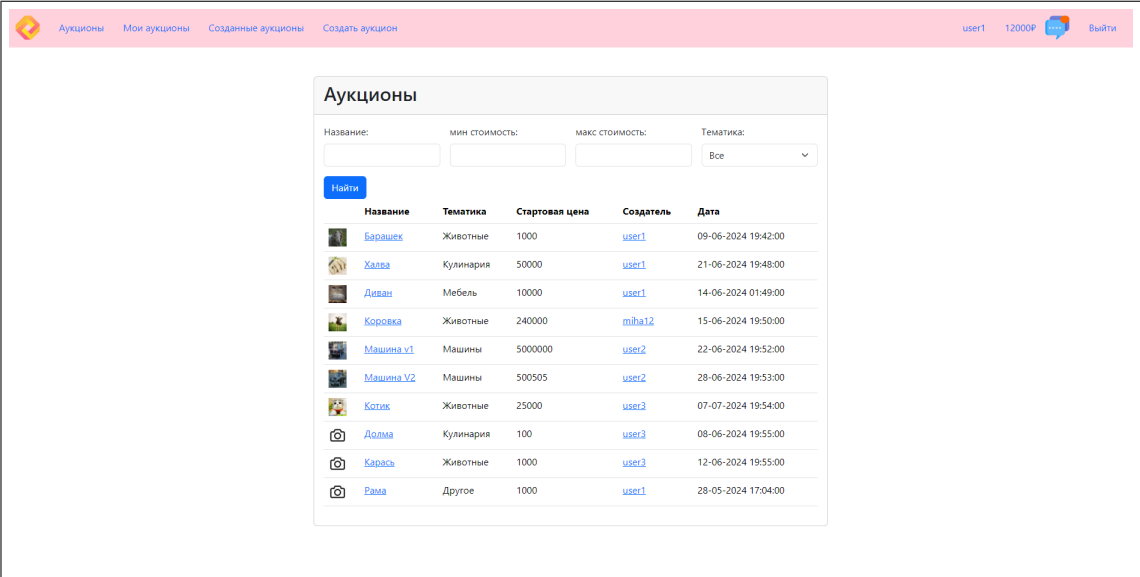 Аукционы Мои аукционы Созданные аукционы Создать аукцион user1 12000₽ Выйти
Аукционы
Название: мин стоимость: макс стоимость: Тематика:
Все
Найти
Название Тематика Стартовая цена Создатель Дата
Барашек Животные 1000 user1 09-06-2024 19:42:00
Халва Кулинария 50000 user1 21-06-2024 19:48:00
Диван Мебель 10000 user1 14-06-2024 01:49:00
Коровка Животные 240000 miha12 15-06-2024 19:50:00
Машина v1 Машины 5000000 user2 22-06-2024 19:52:00
Машина V2 Машины 500505 user2 28-06-2024 19:53:00
Котик Животные 25000 user3 07-07-2024 19:54:00
Долма Кулинария 100 user3 08-06-2024 19:55:00
Карась Животные 1000 user3 12-06-2024 19:55:00
Рама Другое 1000 user1 28-05-2024 17:04:00